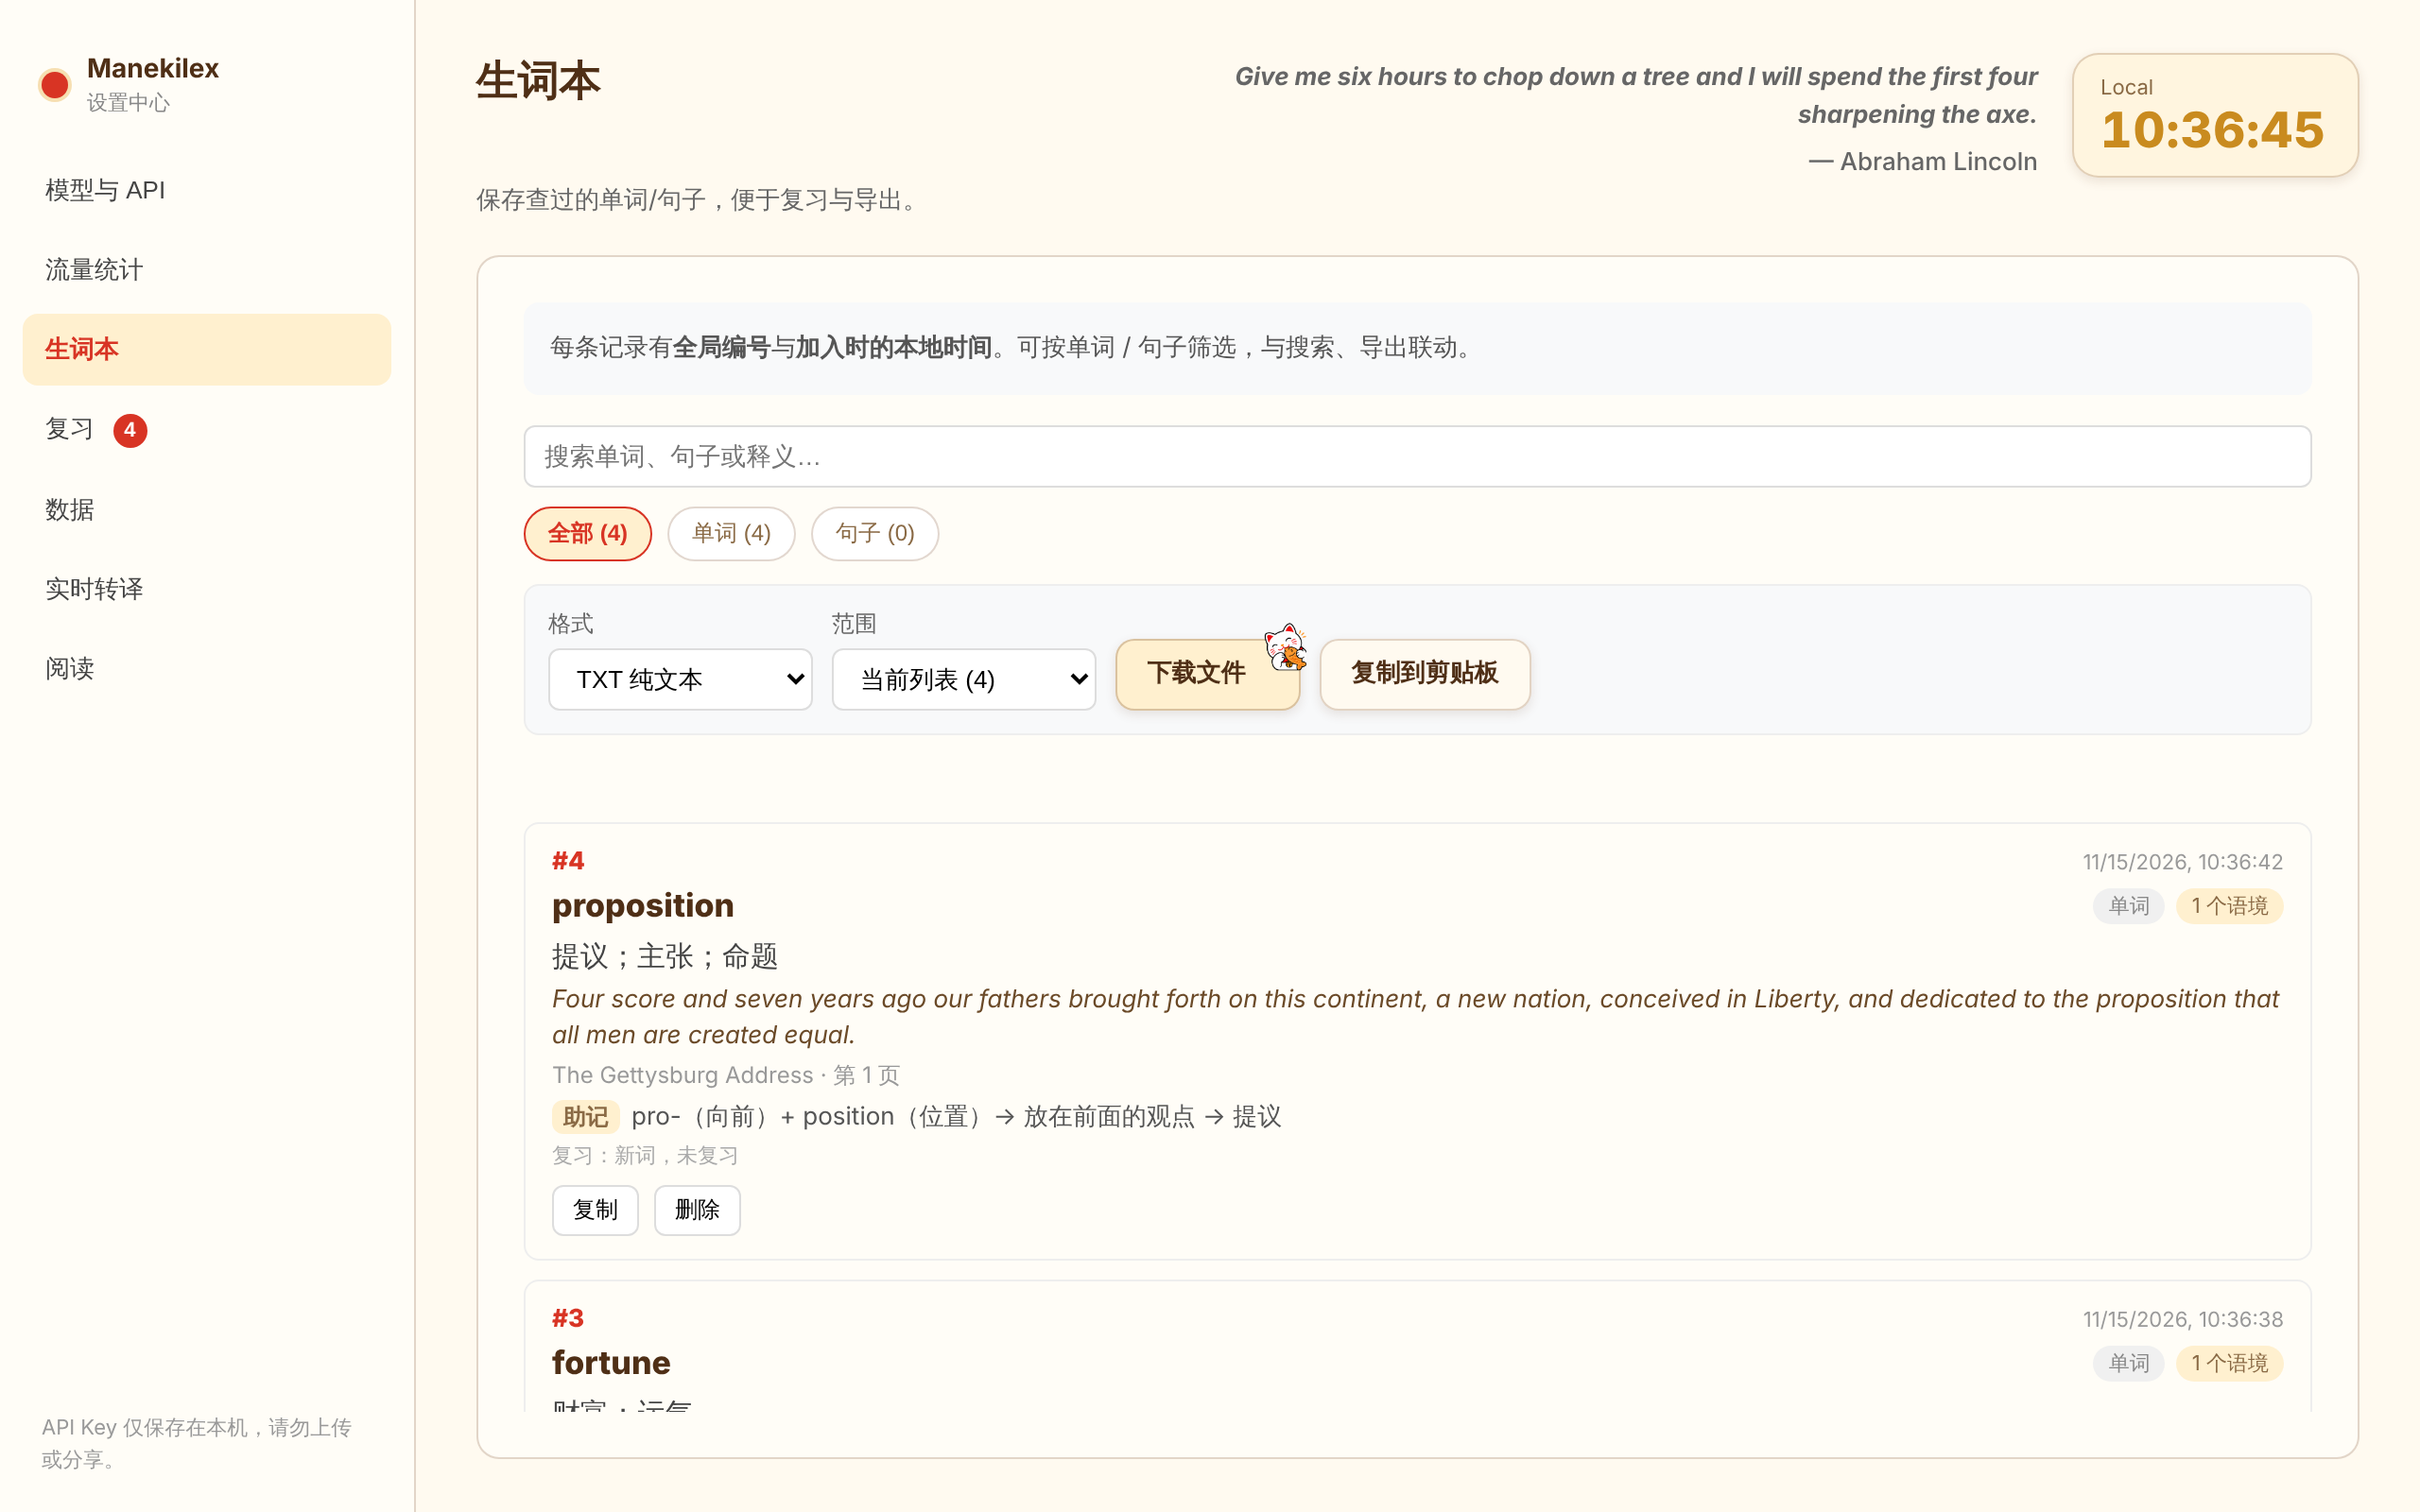 Manekilex
设置中心
模型与 API
流量统计
生词本
复习 4
数据
实时转译
阅读
API Key 仅保存在本机，请勿上传
或分享。
生词本
Give me six hours to chop down a tree and I will spend the first four
sharpening the axe.
— Abraham Lincoln
Local
10:36:45
保存查过的单词/句子，便于复习与导出。
每条记录有全局编号与加入时的本地时间。可按单词 / 句子筛选，与搜索、导出联动。
搜索单词、句子或释义…
全部 (4) 单词 (4) 句子 (0)
格式 范围
TXT 纯文本 当前列表 (4) 下载文件 复制到剪贴板
#4 11/15/2026, 10:36:42
proposition 单词 1 个语境
提议；主张；命题
Four score and seven years ago our fathers brought forth on this continent, a new nation, conceived in Liberty, and dedicated to the proposition that
all men are created equal.
The Gettysburg Address · 第 1 页
助记 pro-（向前）+ position（位置）→ 放在前面的观点 → 提议
复习：新词，未复习
复制 删除
#3 11/15/2026, 10:36:38
fortune 单词 1 个语境
财富；运气